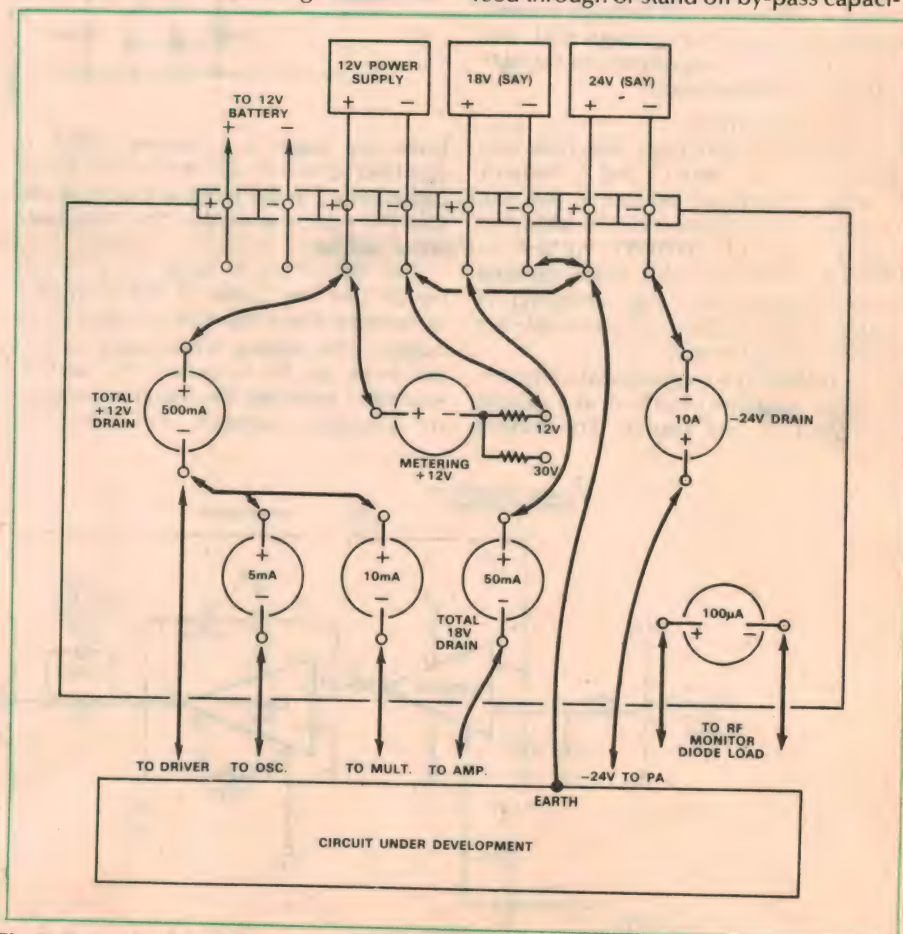 feed through or stand off by-pass capaci-
12V POWER
SUPPLY
+ −
18V (SAY)
+ −
24V (SAY)
+ −
TO 12V
BATTERY
+ −
+ − + − + − + −
TOTAL
+12V
DRAIN
+
500mA
−
+ −
METERING
+12V
12V
30V
−
10A
+
−24V DRAIN
+
5mA
−
+
10mA
−
+
50mA
−
TOTAL
18V
DRAIN
100µA
+ −
TO RF
MONITOR
DIODE LOAD
TO DRIVER
TO OSC.
TO MULT.
TO AMP.
−24V TO PA
EARTH
CIRCUIT UNDER DEVELOPMENT